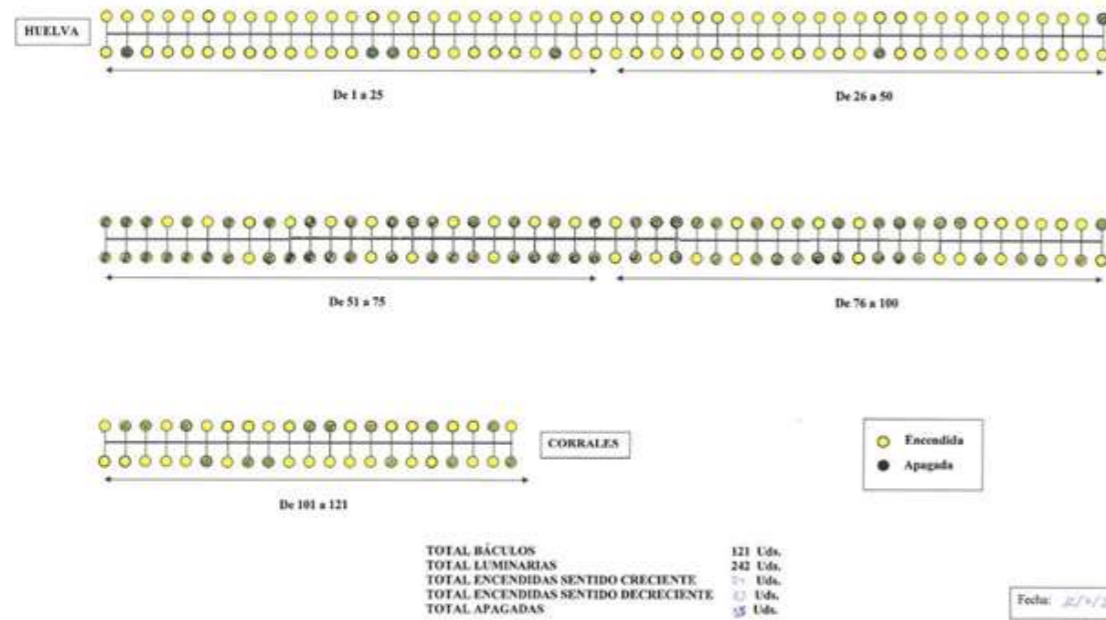 HUELVA
De 1 a 25
De 26 a 50
De 51 a 75
De 76 a 100
CORRALES
De 101 a 121
Encendida
Apagada
TOTAL BÁCULOS 121 Uds.
TOTAL LUMINARIAS 242 Uds.
TOTAL ENCENDIDAS SENTIDO CRECIENTE Uds.
TOTAL ENCENDIDAS SENTIDO DECRECIENTE Uds.
TOTAL APAGADAS Uds.
Fecha: